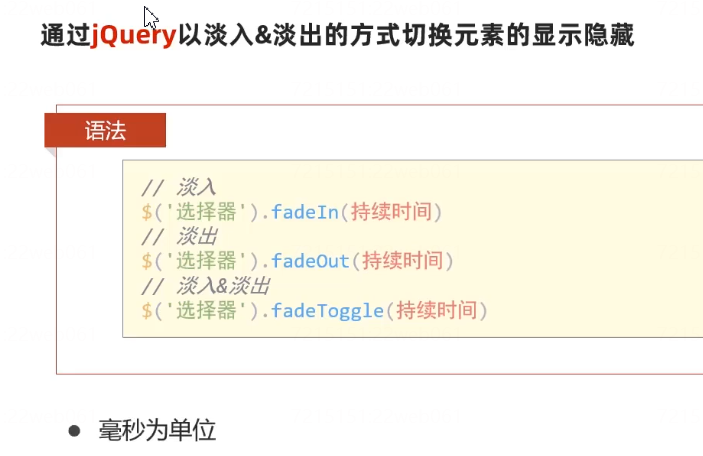 通过jQuery以淡入&淡出的方式切换元素的显示隐藏
语法
// 淡入
$('选择器').fadeIn(持续时间)
// 淡出
$('选择器').fadeOut(持续时间)
// 淡入&淡出
$('选择器').fadeToggle(持续时间)
● 毫秒为单位